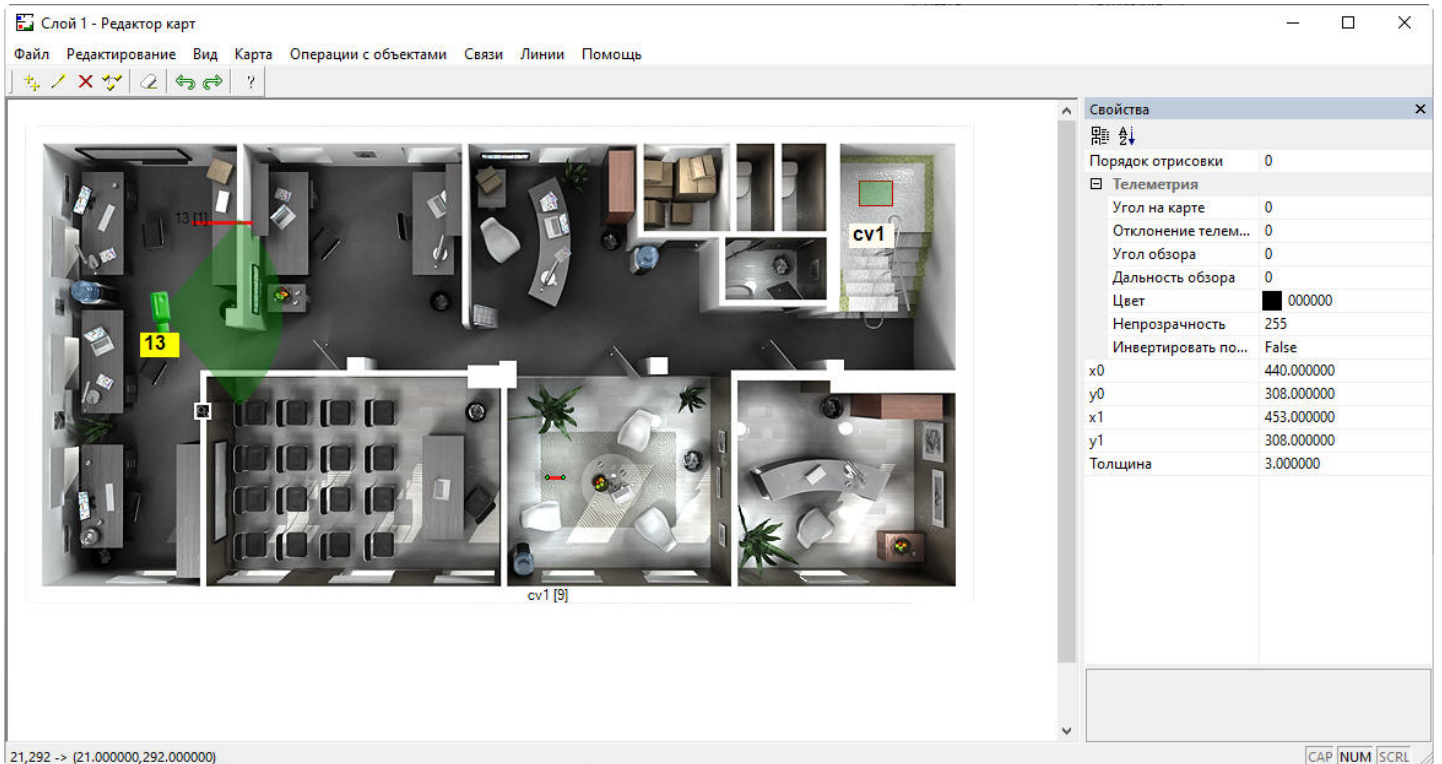 Слой 1 - Редактор карт
Файл Редактирование Вид Карта Операции с объектами Связи Линии Помощь
?
Свойства
Порядок отрисовки 0
Телеметрия
Угол на карте 0
Отклонение телем... 0
Угол обзора 0
Дальность обзора 0
Цвет 000000
Непрозрачность 255
Инвертировать по... False
x0 440.000000
y0 308.000000
x1 453.000000
y1 308.000000
Толщина 3.000000
13 [1]
cv1
13
cv1 [9]
21,292 -> (21.000000,292.000000)
CAP NUM SCRL